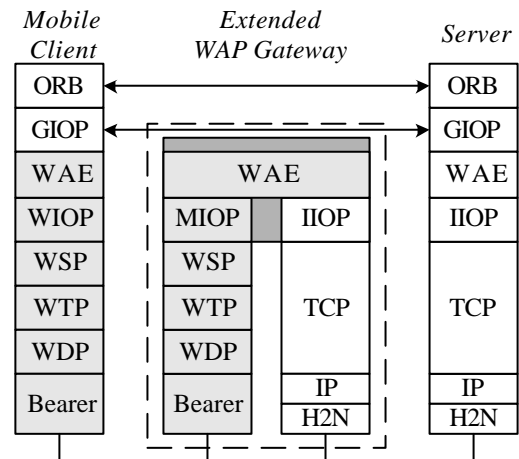 Mobile
Client
Extended
WAP Gateway
Server
ORB
GIOP
WAE
WIOP
WSP
WTP
WDP
Bearer
WAE
MIOP
IIOP
WSP
WTP
WDP
Bearer
TCP
IP
H2N
ORB
GIOP
WAE
IIOP
TCP
IP
H2N